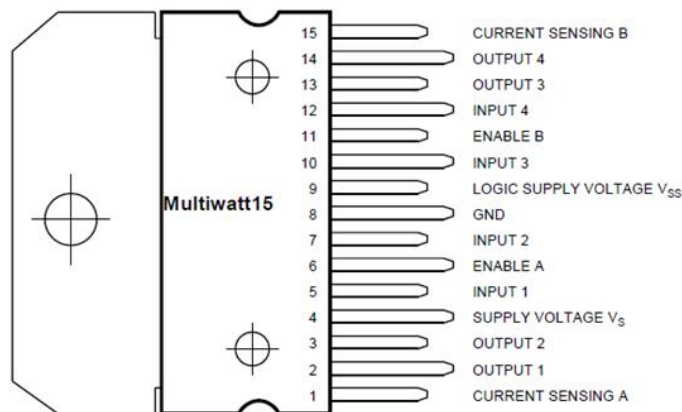 15 CURRENT SENSING B
14 OUTPUT 4
13 OUTPUT 3
12 INPUT 4
11 ENABLE B
10 INPUT 3
9 LOGIC SUPPLY VOLTAGE VSS
Multiwatt15
8 GND
7 INPUT 2
6 ENABLE A
5 INPUT 1
4 SUPPLY VOLTAGE VS
3 OUTPUT 2
2 OUTPUT 1
1 CURRENT SENSING A